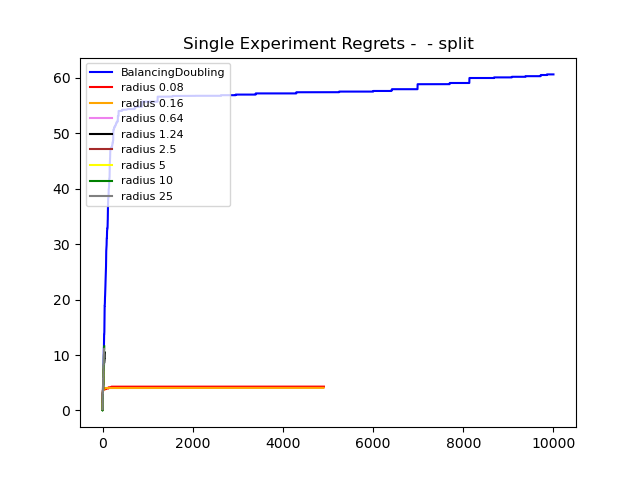 Single Experiment Regrets -  - split
BalancingDoubling
radius 0.08
radius 0.16
radius 0.64
radius 1.24
radius 2.5
radius 5
radius 10
radius 25
60
50
40
30
20
10
0
0 2000 4000 6000 8000 10000